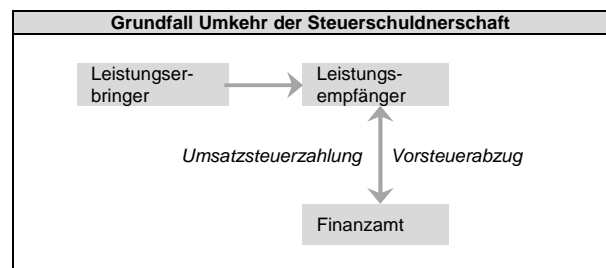 Grundfall Umkehr der Steuerschuldnerschaft
Leistungser-
bringer
Leistungs-
empfänger
Umsatzsteuerzahlung
Vorsteuerabzug
Finanzamt